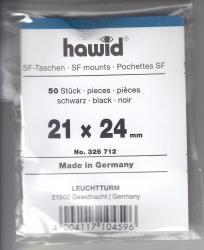 hawid®
SF-Taschen · SF mounts · Pochettes SF
50 Stück · pieces · pièces
schwarz · black · noir
21 x 24 mm
No. 326 712
Made in Germany
LEUCHTTURM
21502 Geesthacht | Germany
4 004117 104596